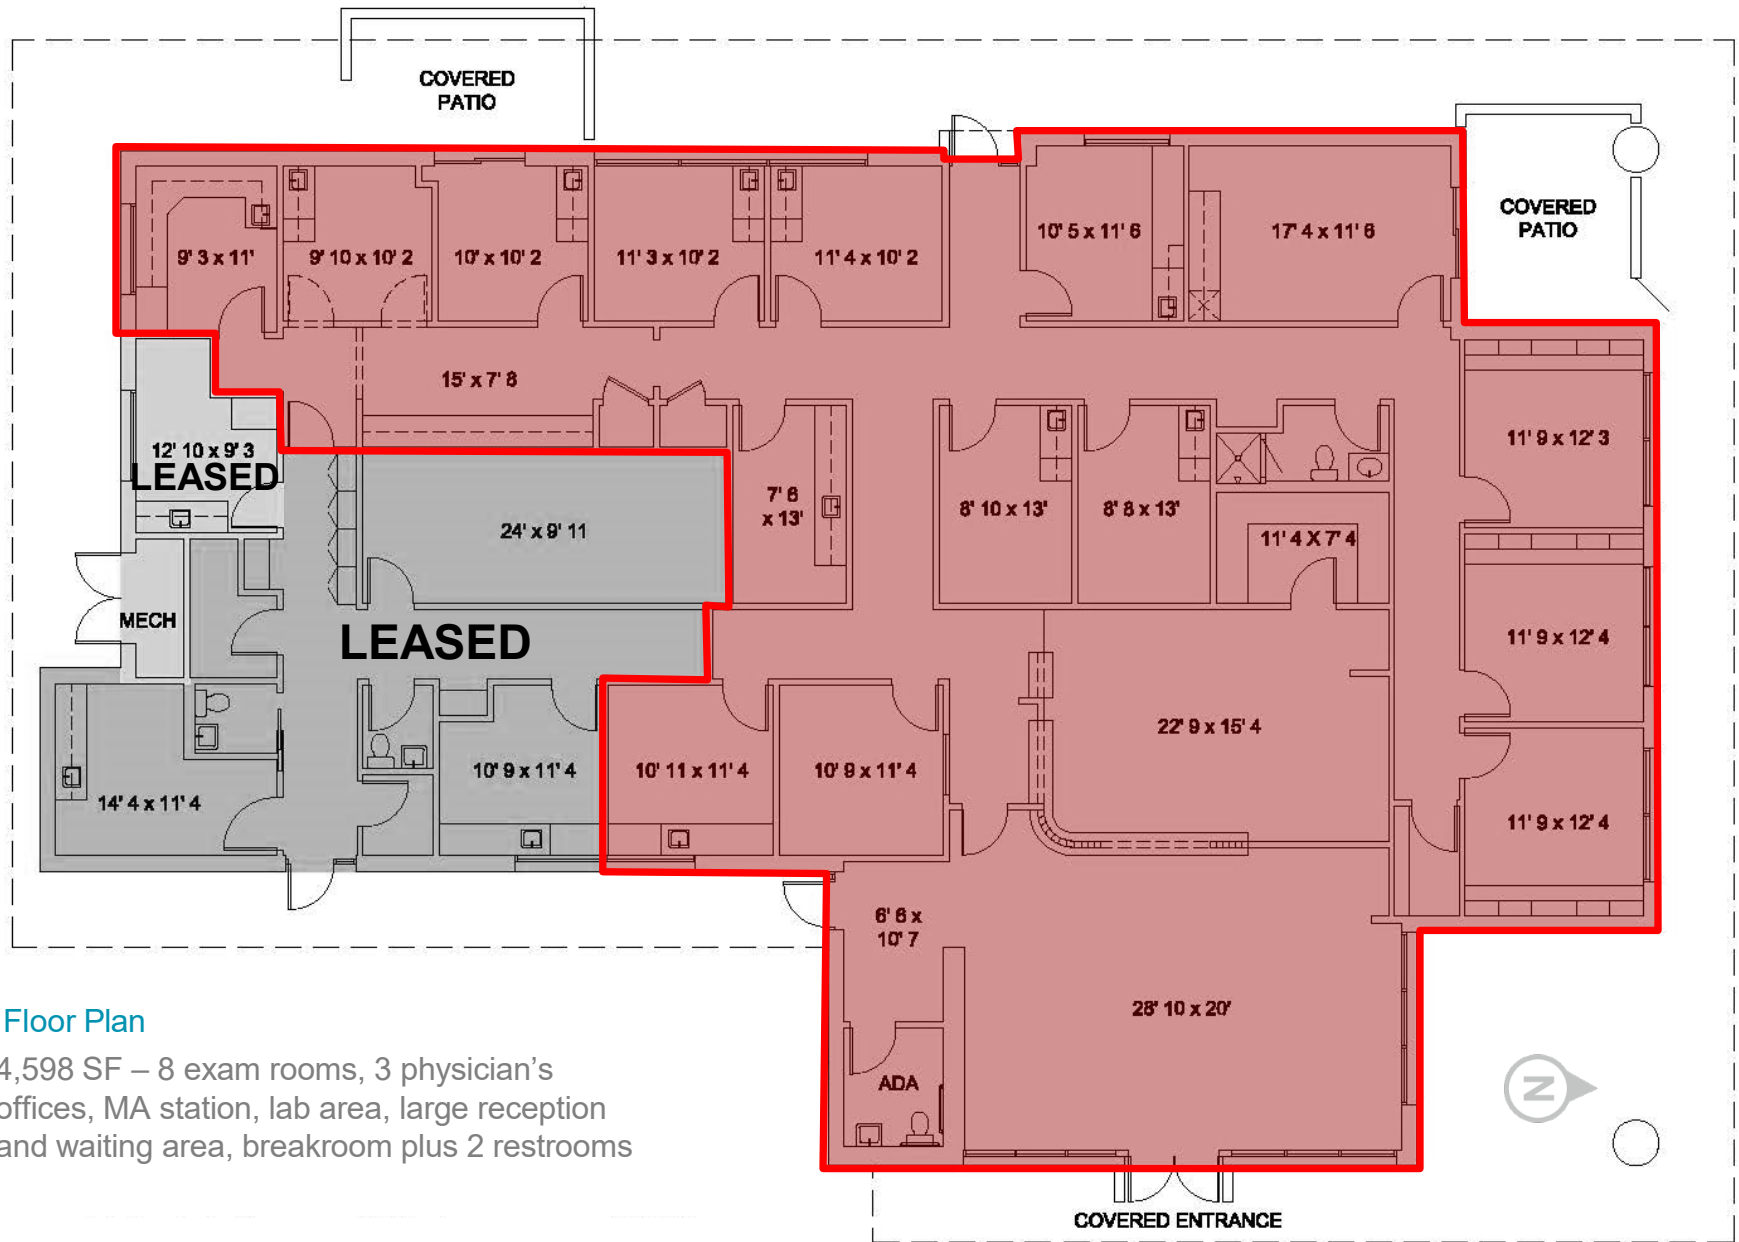 COVERED
PATIO
COVERED
PATIO
9' 3 x 11'
9' 10 x 10' 2
10' x 10' 2
11' 3 x 10' 2
11' 4 x 10' 2
10' 5 x 11' 6
17' 4 x 11' 6
15' x 7' 8
12' 10 x 9' 3
LEASED
24' x 9' 11
7' 6
x 13'
8' 10 x 13'
8' 8 x 13'
11' 4 X 7' 4
11' 9 x 12' 3
MECH
LEASED
11' 9 x 12' 4
22' 9 x 15' 4
14' 4 x 11' 4
10' 9 x 11' 4
10' 11 x 11' 4
10' 9 x 11' 4
11' 9 x 12' 4
6' 6 x
10' 7
28' 10 x 20'
ADA
Floor Plan
4,598 SF – 8 exam rooms, 3 physician’s
offices, MA station, lab area, large reception
and waiting area, breakroom plus 2 restrooms
N
COVERED ENTRANCE